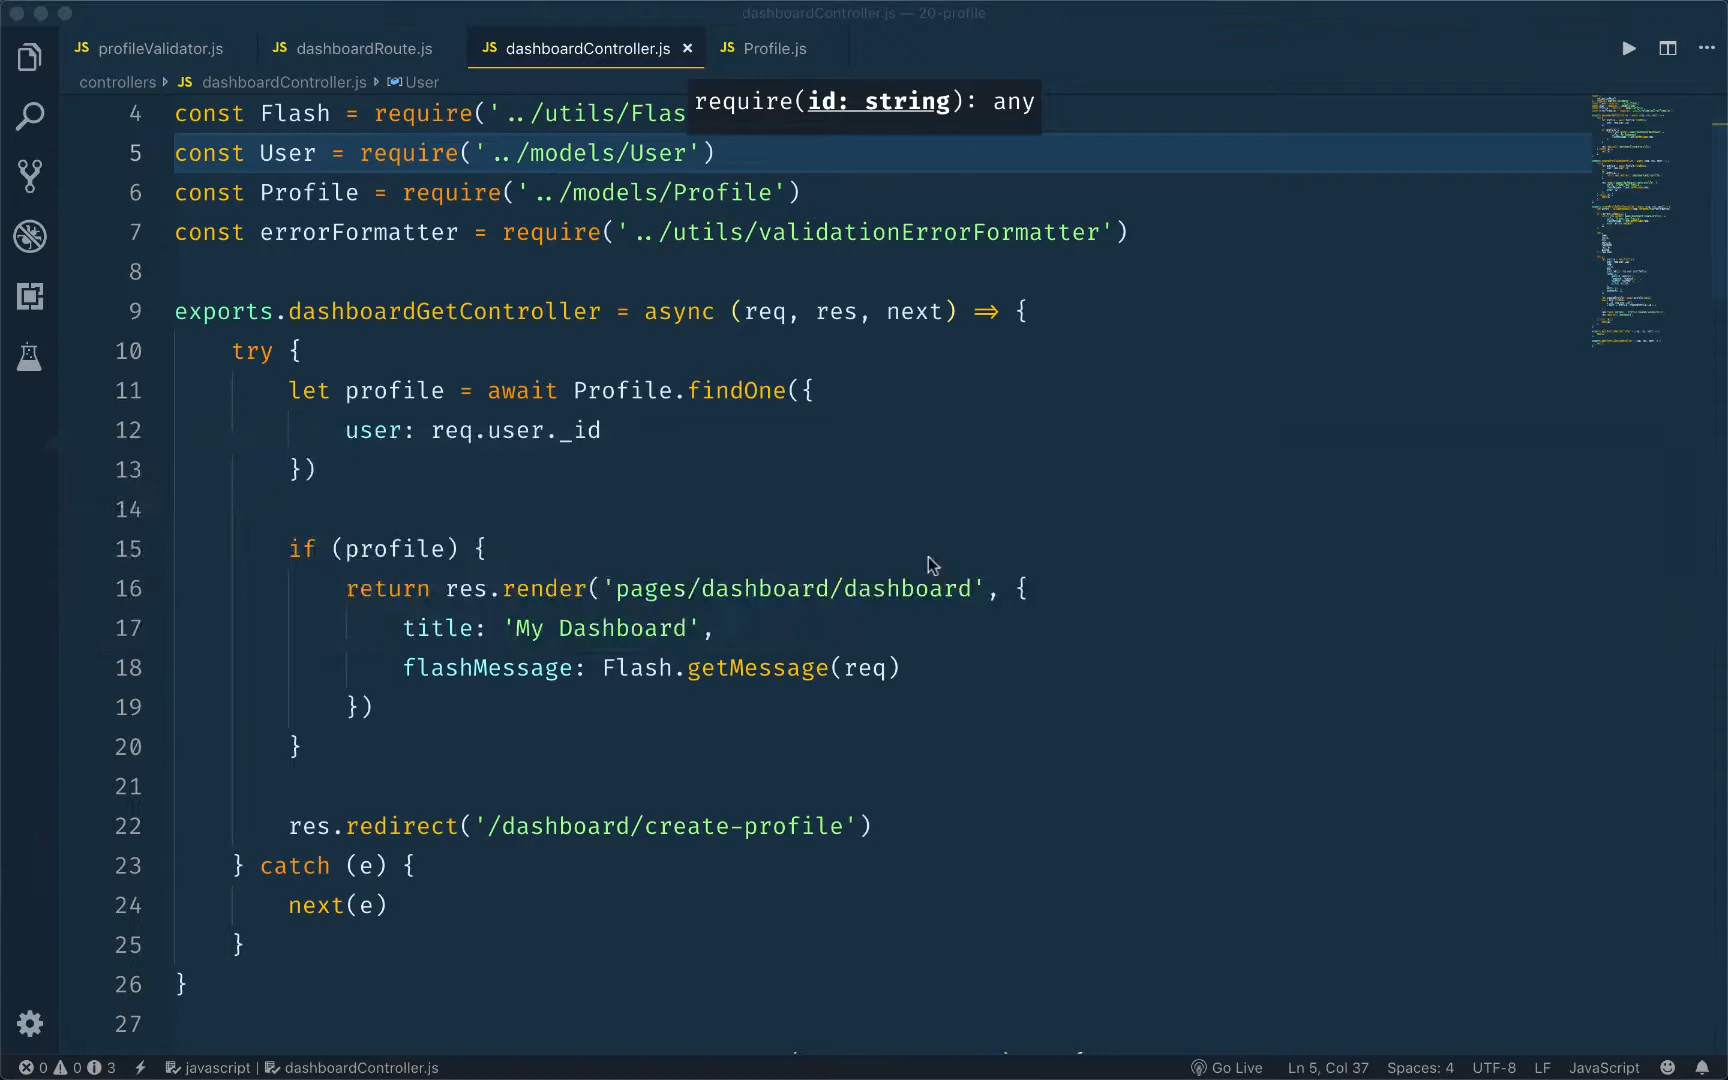 dashboardController.js — 20-profile
JS profileValidator.js JS dashboardRoute.js JS dashboardController.js × JS Profile.js
controllers JS dashboardController.js User
require(id: string): any
4 const Flash = require('../utils/Flas
5 const User = require('../models/User')
6 const Profile = require('../models/Profile')
7 const errorFormatter = require('../utils/validationErrorFormatter')
8
9 exports.dashboardGetController = async (req, res, next) => {
10 try {
11 let profile = await Profile.findOne({
12 user: req.user._id
13 })
14
15 if (profile) {
16 return res.render('pages/dashboard/dashboard', {
17 title: 'My Dashboard',
18 flashMessage: Flash.getMessage(req)
19 })
20 }
21
22 res.redirect('/dashboard/create-profile')
23 } catch (e) {
24 next(e)
25 }
26 }
27
0 0 3 javascript | dashboardController.js Go Live Ln 5, Col 37 Spaces: 4 UTF-8 LF JavaScript